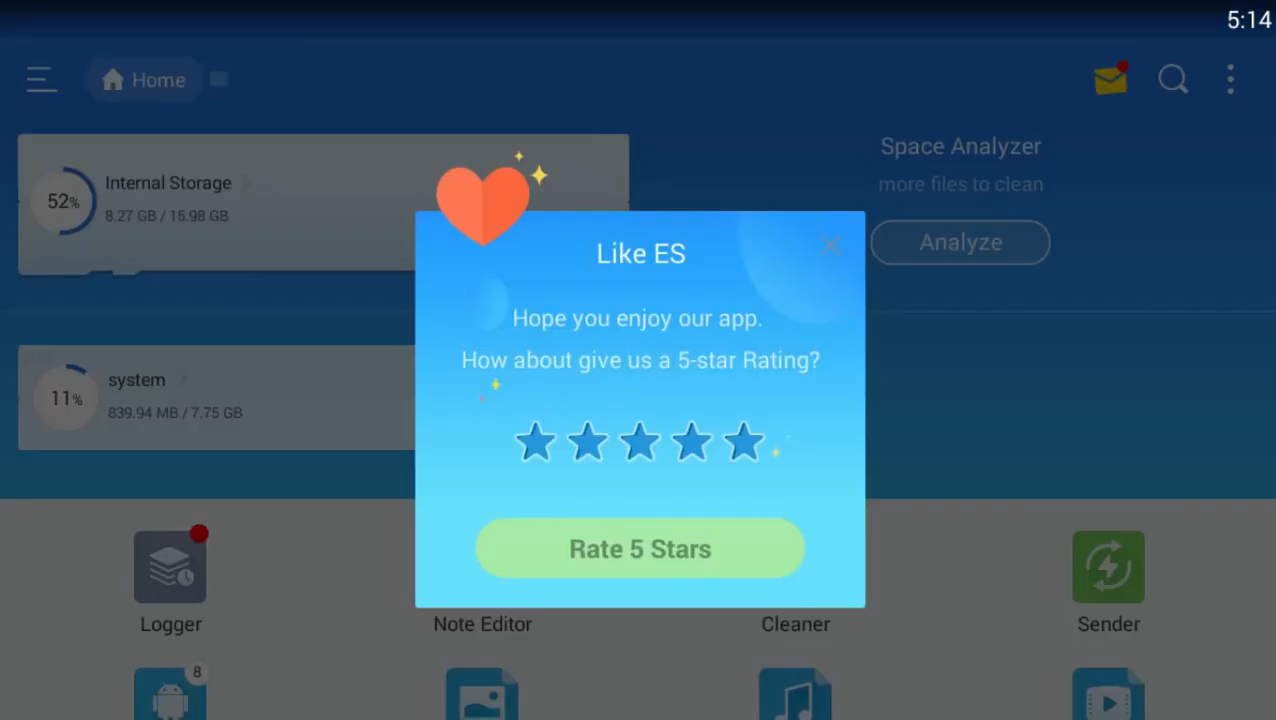 5:14
Home
Space Analyzer
more files to clean
Analyze
52%
Internal Storage
8.27 GB / 15.98 GB
Like ES
Hope you enjoy our app.
How about give us a 5-star Rating?
11%
system
839.94 MB / 7.75 GB
Rate 5 Stars
Logger
Note Editor
Cleaner
Sender
8